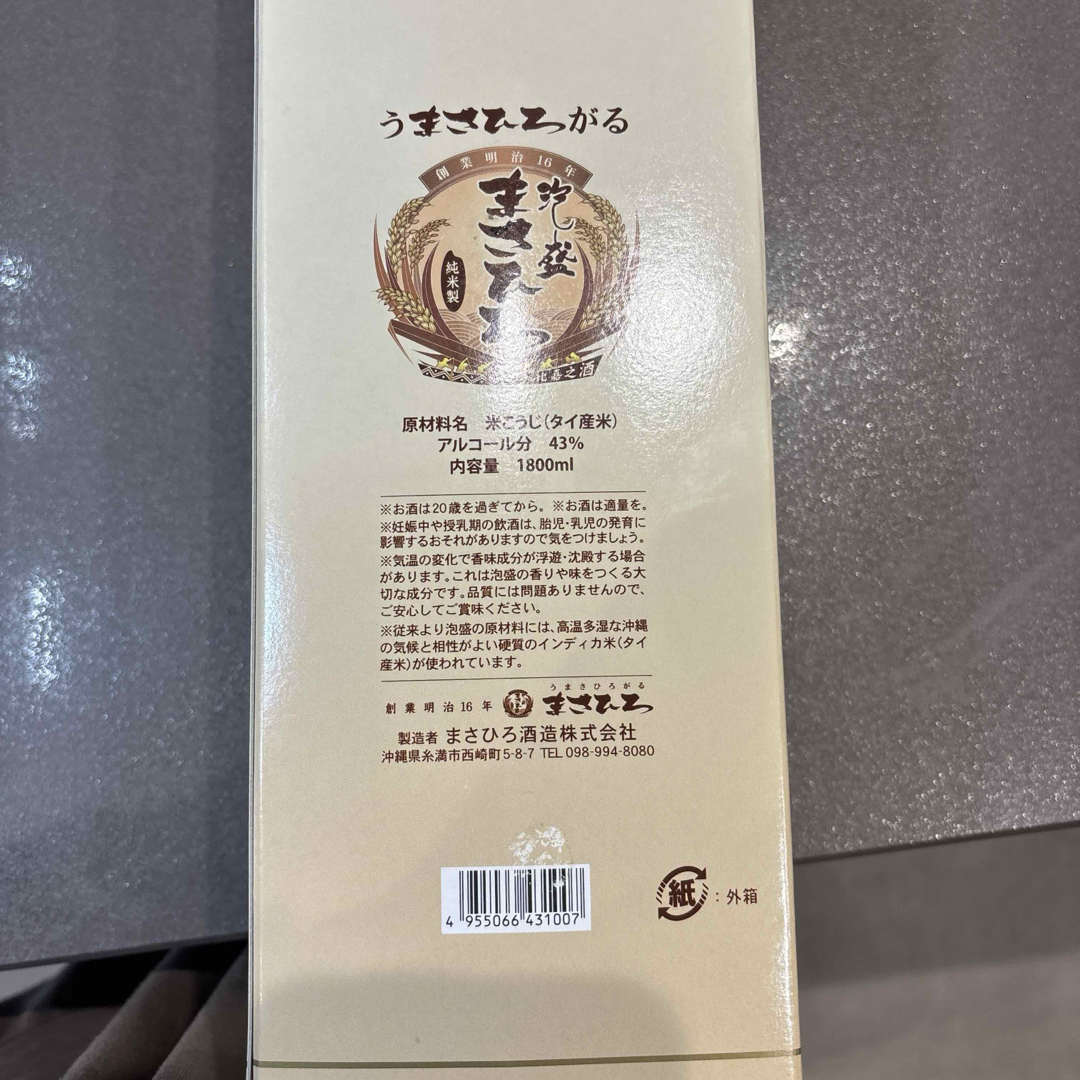 うまさひろがる
創業明治16年
泡盛
まさひろ
純米製
之酒
原材料名 米こうじ(タイ産米)
アルコール分 43%
内容量 1800ml
※お酒は20歳を過ぎてから。※お酒は適量を。
※妊娠中や授乳期の飲酒は、胎児・乳児の発育に
影響するおそれがありますので気をつけましょう。
※気温の変化で香味成分が浮遊・沈殿する場合
があります。これは泡盛の香りや味をつくる大
切な成分です。品質には問題ありませんので、
ご安心してご賞味ください。
※従来より泡盛の原材料には、高温多湿な沖縄
の気候と相性がよい硬質のインディカ米(タイ
産米)が使われています。
うまさひろがる
創業明治16年 まさひろ
製造者 まさひろ酒造株式会社
沖縄県糸満市西崎町5-8-7 TEL 098-994-8080
4 955066 431007
紙:外箱